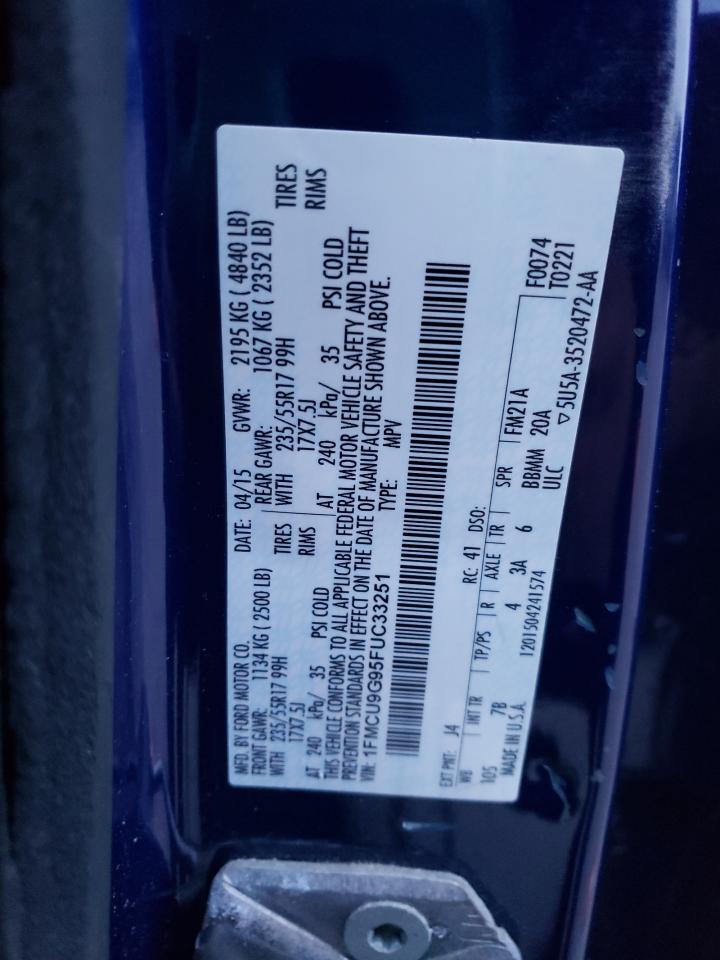 MFD. BY FORD MOTOR CO. DATE: 04/15 GVWR: 2195 KG ( 4840 LB)
FRONT GAWR: 1134 KG ( 2500 LB) REAR GAWR: 1067 KG ( 2352 LB)
WITH 235/55R17 99H TIRES WITH 235/55R17 99H TIRES
17X7.5J RIMS 17X7.5J RIMS
AT 240 kPa/ 35 PSI COLD AT 240 kPa/ 35 PSI COLD
THIS VEHICLE CONFORMS TO ALL APPLICABLE FEDERAL MOTOR VEHICLE SAFETY AND THEFT
PREVENTION STANDARDS IN EFFECT ON THE DATE OF MANUFACTURE SHOWN ABOVE.
VIN: 1FMCU9G95FUC33251 TYPE: MPV
EXT PNT: J4 RC: 41 DSO: F0074
WB INT TR TP/PS R AXLE TR SPR FM21A T0221
105 7B 4 3A 6 BBMM 20A ▽5U5A-3520472-AA
MADE IN U.S.A. 1201504241574 ULC